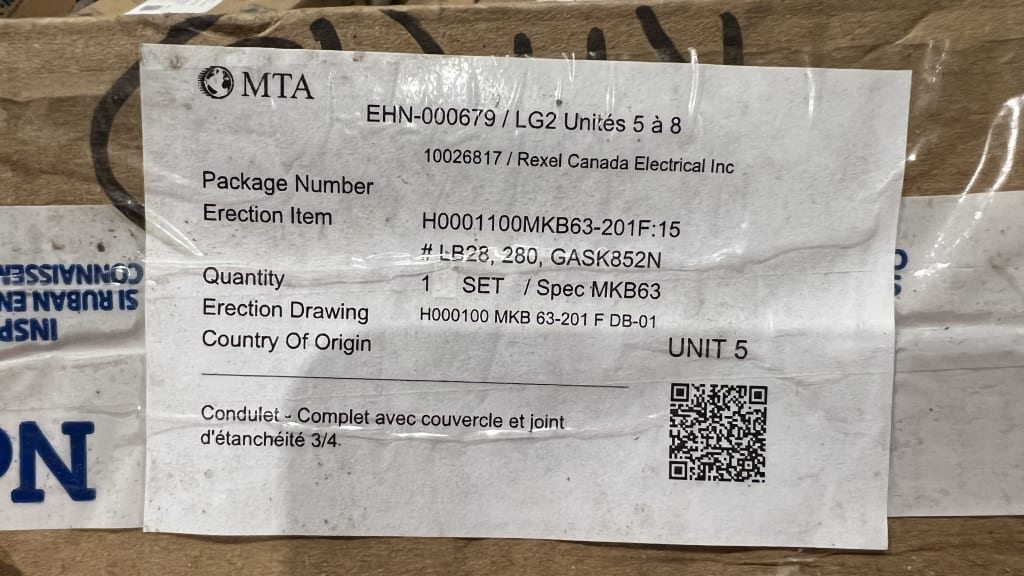 MTA
EHN-000679 / LG2 Unités 5 à 8
10026817 / Rexel Canada Electrical Inc
Package Number
Erection Item H0001100MKB63-201F:15
# LB28, 280, GASK852N
Quantity 1 SET / Spec MKB63
Erection Drawing H000100 MKB 63-201 F DB-01
Country Of Origin
UNIT 5
Condulet - Complet avec couvercle et joint
d'étanchéité 3/4.
SI RUBAN EN